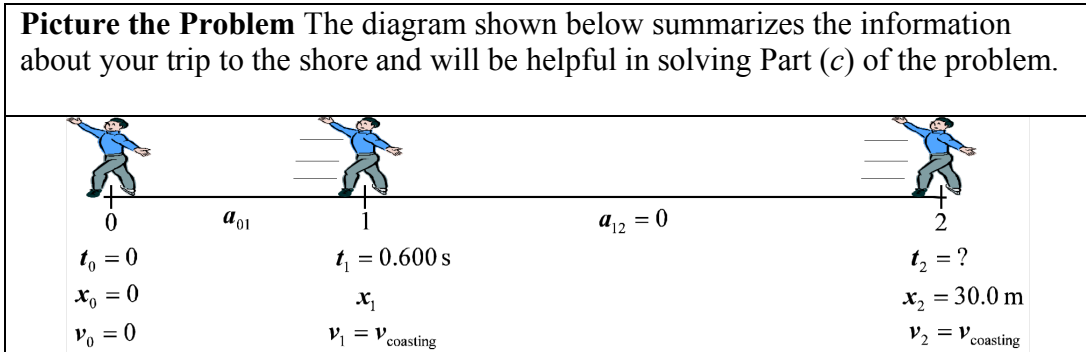 Picture the Problem The diagram shown below summarizes the information
about your trip to the shore and will be helpful in solving Part (c) of the problem.
0 a₀₁ 1 a₁₂ = 0 2
t₀ = 0 t₁ = 0.600 s t₂ = ?
x₀ = 0 x₁ x₂ = 30.0 m
v₀ = 0 v₁ = v_coasting v₂ = v_coasting